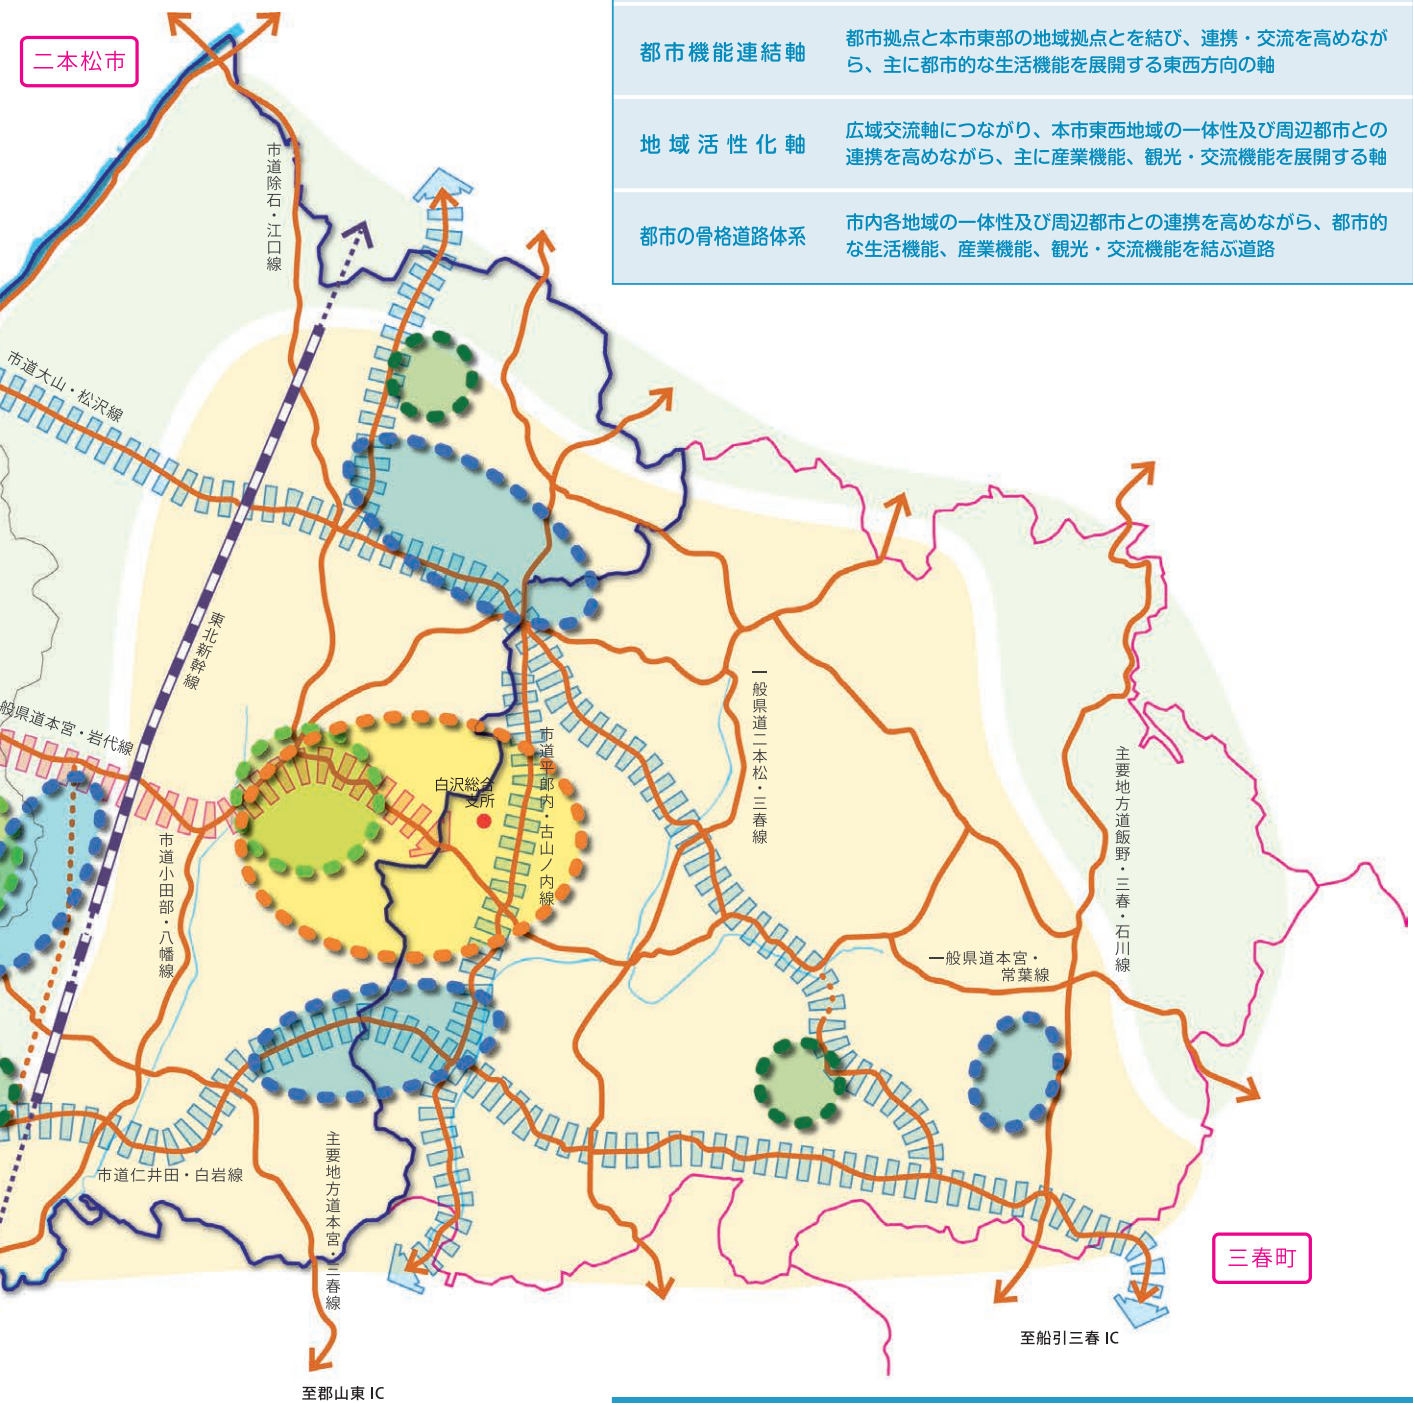 二本松市
都市機能連結軸
都市拠点と本市東部の地域拠点とを結び、連携・交流を高めなが
ら、主に都市的な生活機能を展開する東西方向の軸
地域活性化軸
広域交流軸につながり、本市東西地域の一体性及び周辺都市との
連携を高めながら、主に産業機能、観光・交流機能を展開する軸
都市の骨格道路体系
市内各地域の一体性及び周辺都市との連携を高めながら、都市的
な生活機能、産業機能、観光・交流機能を結ぶ道路
市道除石・江口線
市道大山・松沢線
東北新幹線
般県道本宮・岩代線
白沢総合
支所
市道平郎内・古山ノ内線
一般県道二本松・三春線
主要地方道飯野・三春・石川線
市道小田部・八幡線
一般県道本宮・
常葉線
市道仁井田・白岩線
主要地方道本宮・三春線
三春町
至船引三春 IC
至郡山東 IC